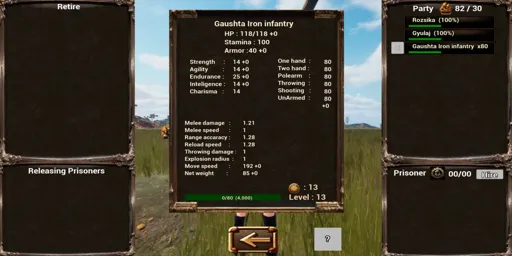 Retire
Releasing Prisoners
Gaushta Iron infantry
HP : 118/118 +0
Stamina : 100
Armor :40 +0
Strength : 14 +0
Agility : 14 +0
Endurance : 25 +0
Inteligence : 14 +0
Charisma : 14
One hand : 80
Two hand : 80
Polearm : 80
Throwing : 80
Shooting : 80
UnArmed : 80
+0
Melee damage : 1.21
Melee speed : 1
Range accuracy : 1.28
Reload speed : 1.28
Throwing damage : 1
Explosion radius : 1
Move speed : 192 +0
Net weight : 85 +0
: 13
0/80 (4,000)
Level : 13
?
Party 82 / 30
Rozsika (100%)
Gyulaj (100%)
Gaushta Iron infantry x80
Prisoner 00/00 Hire